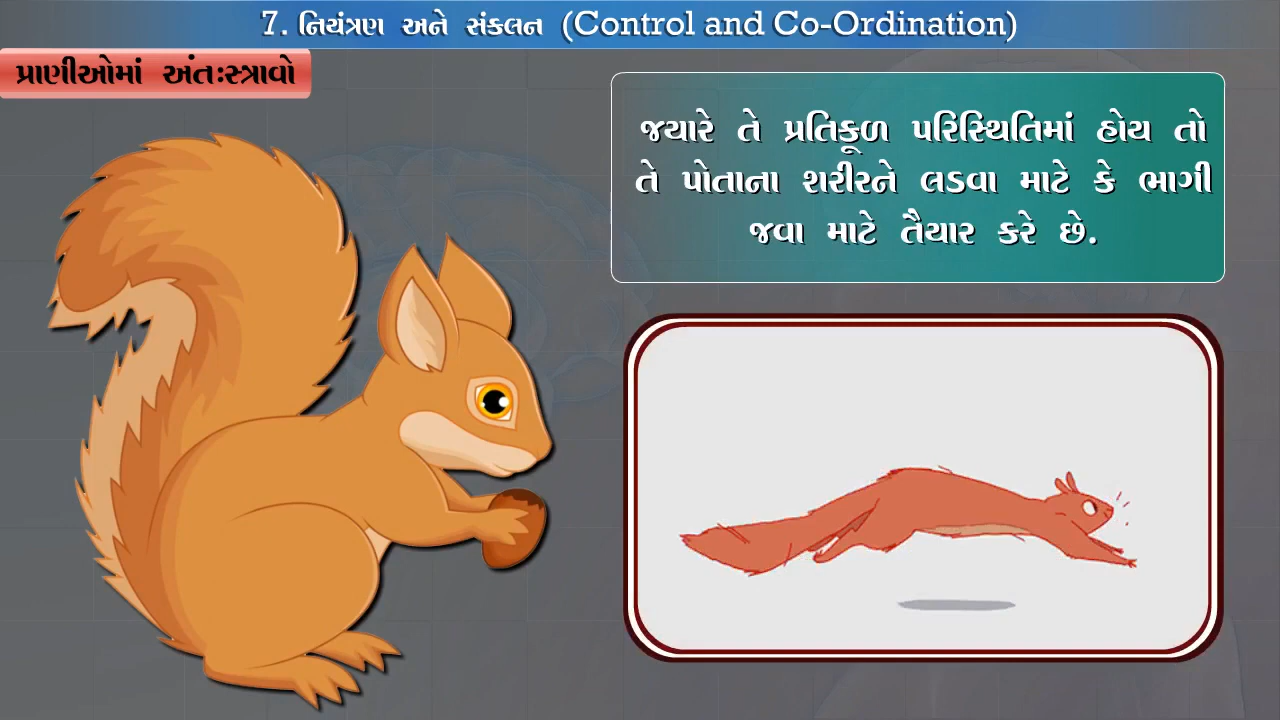 7. નિયંત્રણ અને સંકલન (Control and Co-Ordination)
પ્રાણીઓમાં અંતઃસ્ત્રાવો
જ્યારે તે પ્રતિકૂળ પરિસ્થિતિમાં હોય તો
તે પોતાના શરીરને લડવા માટે કે ભાગી
જવા માટે તૈયાર કરે છે.